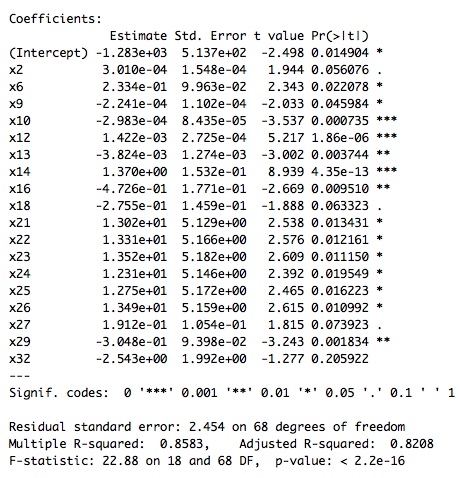 Coefficients:
              Estimate Std. Error t value Pr(>|t|)
(Intercept) -1.283e+03  5.137e+02  -2.498 0.014904 *
x2           3.010e-04  1.548e-04   1.944 0.056076 .
x6           2.334e-01  9.963e-02   2.343 0.022078 *
x9          -2.241e-04  1.102e-04  -2.033 0.045984 *
x10         -2.983e-04  8.435e-05  -3.537 0.000735 ***
x12          1.422e-03  2.725e-04   5.217 1.86e-06 ***
x13         -3.824e-03  1.274e-03  -3.002 0.003744 **
x14          1.370e+00  1.532e-01   8.939 4.35e-13 ***
x16         -4.726e-01  1.771e-01  -2.669 0.009510 **
x18         -2.755e-01  1.459e-01  -1.888 0.063323 .
x21          1.302e+01  5.129e+00   2.538 0.013431 *
x22          1.331e+01  5.166e+00   2.576 0.012161 *
x23          1.352e+01  5.182e+00   2.609 0.011150 *
x24          1.231e+01  5.146e+00   2.392 0.019549 *
x25          1.275e+01  5.172e+00   2.465 0.016223 *
x26          1.349e+01  5.159e+00   2.615 0.010992 *
x27          1.912e-01  1.054e-01   1.815 0.073923 .
x29         -3.048e-01  9.398e-02  -3.243 0.001834 **
x32         -2.543e+00  1.992e+00  -1.277 0.205922
---
Signif. codes:  0 '***' 0.001 '**' 0.01 '*' 0.05 '.' 0.1 ' ' 1
Residual standard error: 2.454 on 68 degrees of freedom
Multiple R-squared:  0.8583,    Adjusted R-squared:  0.8208
F-statistic: 22.88 on 18 and 68 DF,  p-value: < 2.2e-16